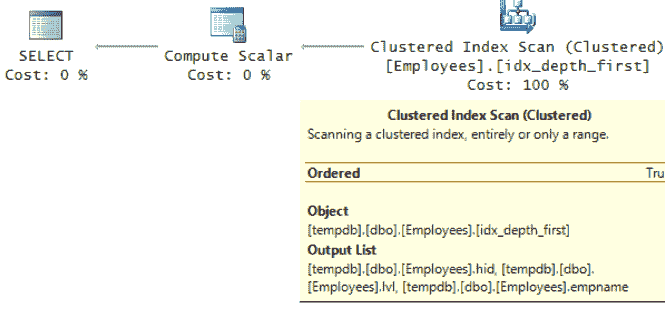 SELECT
Cost: 0 %
Compute Scalar
Cost: 0 %
Clustered Index Scan (Clustered)
[Employees].[idx_depth_first]
Cost: 100 %
Clustered Index Scan (Clustered)
Scanning a clustered index, entirely or only a range.
Ordered Tru
Object
[tempdb].[dbo].[Employees].[idx_depth_first]
Output List
[tempdb].[dbo].[Employees].hid, [tempdb].[dbo].
[Employees].lvl, [tempdb].[dbo].[Employees].empname